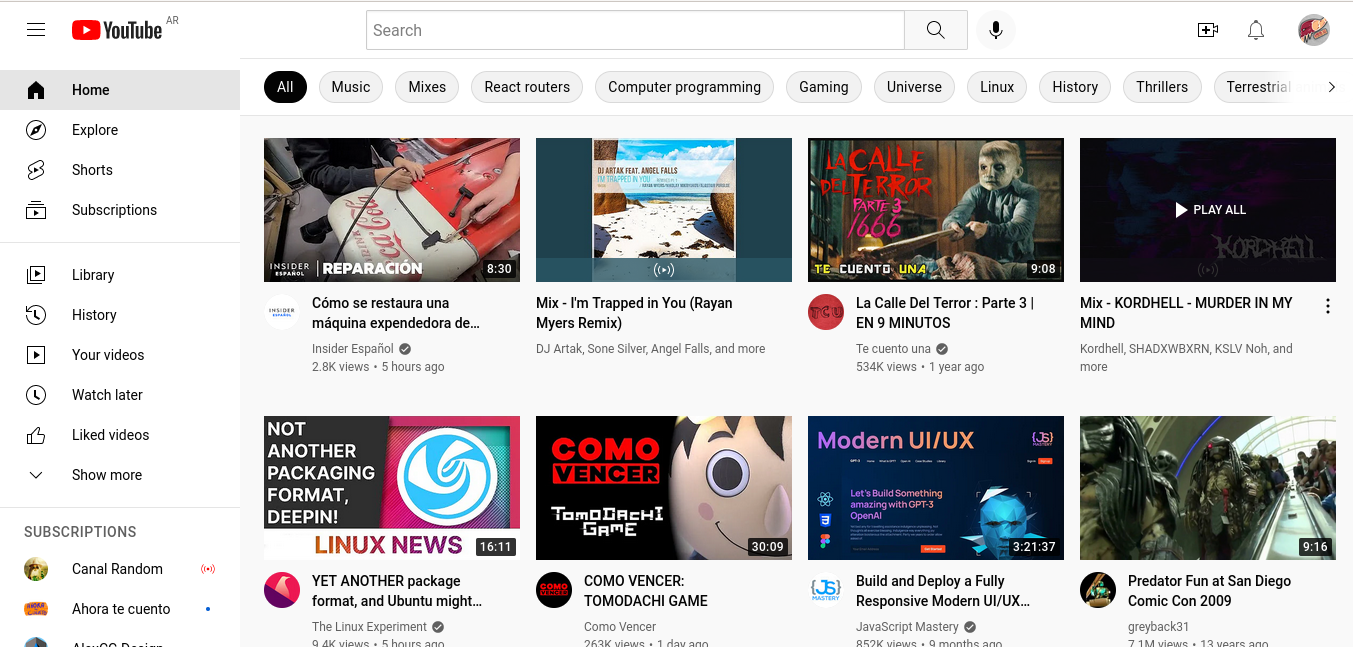 YouTube AR
Search
Home
Explore
Shorts
Subscriptions
Library
History
Your videos
Watch later
Liked videos
Show more
SUBSCRIPTIONS
Canal Random
Ahora te cuento
All Music Mixes React routers Computer programming Gaming Universe Linux History Thrillers Terrestrial
INSIDER
ESPAÑOL
REPARACIÓN
8:30
Cómo se restaura una
máquina expendedora de…
Insider Español
2.8K views • 5 hours ago
DJ ARTAK FEAT. ANGEL FALLS
I'M TRAPPED IN YOU
Mix - I'm Trapped in You (Rayan
Myers Remix)
DJ Artak, Sone Silver, Angel Falls, and more
LA CALLE
DEL TERROR
PARTE 3
1666
TE CUENTO UNA
9:08
TCU
La Calle Del Terror : Parte 3 |
EN 9 MINUTOS
Te cuento una
534K views • 1 year ago
PLAY ALL
KORDHELL
Mix - KORDHELL - MURDER IN MY
MIND
Kordhell, SHADXWBXRN, KSLV Noh, and
more
NOT
ANOTHER
PACKAGING
FORMAT,
DEEPIN!
LINUX NEWS
16:11
YET ANOTHER package
format, and Ubuntu might…
The Linux Experiment
9.4K views • 5 hours ago
COMO
VENCER
TOMODACHI
GAME
30:09
COMO VENCER:
TOMODACHI GAME
Como Vencer
263K views • 1 day ago
Modern UI/UX
JS
MASTERY
Let's Build Something
amazing with GPT-3
OpenAI
3:21:37
JS
MASTERY
Build and Deploy a Fully
Responsive Modern UI/UX…
JavaScript Mastery
852K views • 9 months ago
9:16
Predator Fun at San Diego
Comic Con 2009
greyback31
7.1M views • 13 years ago